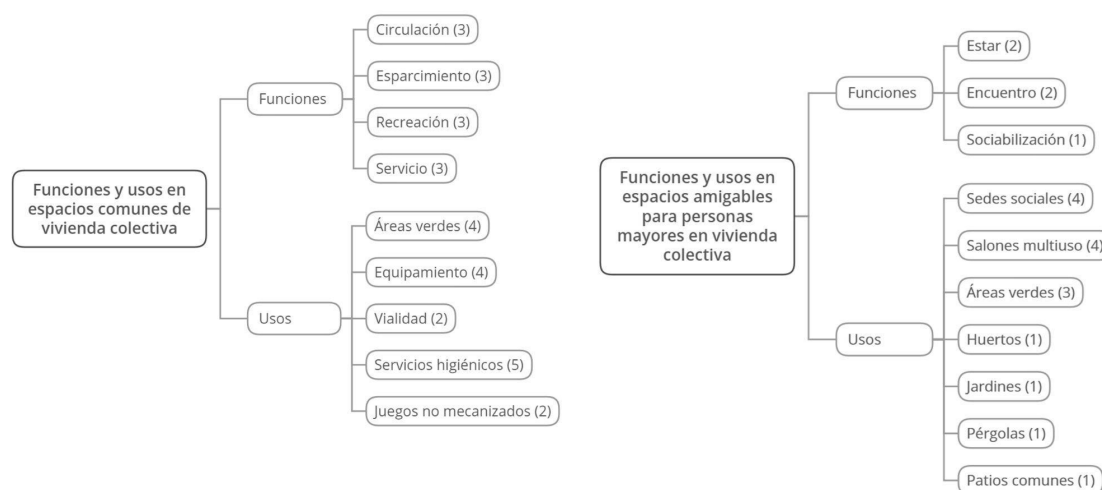 Funciones y usos en
espacios comunes de
vivienda colectiva
Funciones
Circulación (3)
Esparcimiento (3)
Recreación (3)
Servicio (3)
Usos
Áreas verdes (4)
Equipamiento (4)
Vialidad (2)
Servicios higiénicos (5)
Juegos no mecanizados (2)
Funciones y usos en
espacios amigables
para personas
mayores en vivienda
colectiva
Funciones
Estar (2)
Encuentro (2)
Sociabilización (1)
Usos
Sedes sociales (4)
Salones multiuso (4)
Áreas verdes (3)
Huertos (1)
Jardines (1)
Pérgolas (1)
Patios comunes (1)